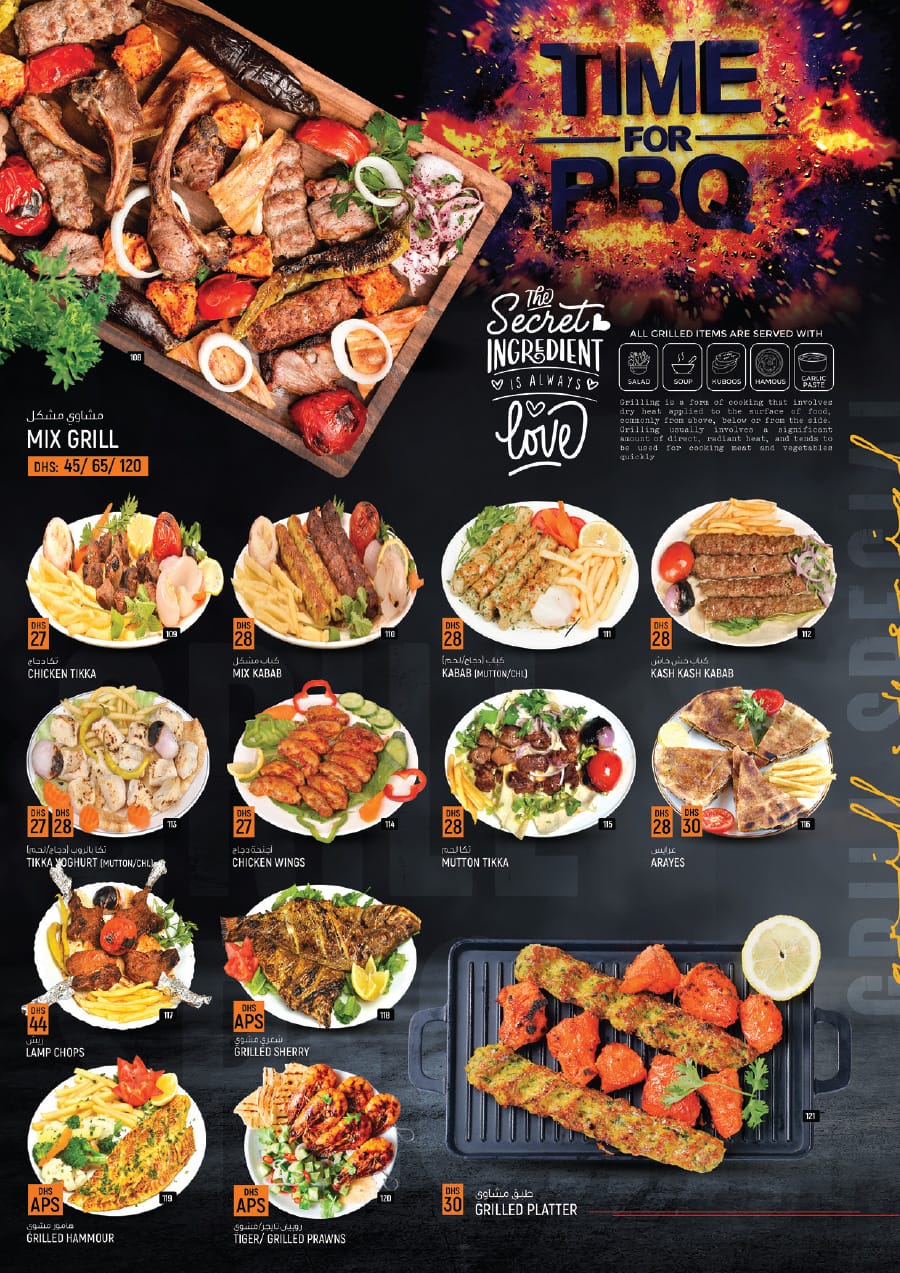 TIME
FOR
BBQ
The
Secret
INGREDIENT
IS ALWAYS
love
ALL GRILLED ITEMS ARE SERVED WITH
SALAD
SOUP
KUBOOS
HAMOUS
GARLIC
PASTE
Grilling is a form of cooking that involves
dry heat applied to the surface of food,
commonly from above, below or from the side.
Grilling usually involves a significant
amount of direct, radiant heat, and tends to
be used for cooking meat and vegetables
quickly
108
مشاوي مشكل
MIX GRILL
DHS: 45/ 65/ 120
DHS
27
109
تكا دجاج
CHICKEN TIKKA
DHS
28
110
كباب مشكل
MIX KABAB
DHS
28
111
كباب (دجاج/لحم)
KABAB (MUTTON/CHL)
DHS
28
112
كباب خش خاش
KASH KASH KABAB
DHS
27
DHS
28
113
تكا بالروب (دجاج/لحم)
TIKKA YOGHURT (MUTTON/CHL)
DHS
27
114
أجنحة دجاج
CHICKEN WINGS
DHS
28
115
تكا لحم
MUTTON TIKKA
DHS
28
DHS
30
116
عرايس
ARAYES
DHS
44
117
ريش
LAMP CHOPS
DHS
APS
118
شعري مشوي
GRILLED SHERRY
DHS
APS
119
هامور مشوي
GRILLED HAMMOUR
DHS
APS
120
روبيان تايجر/مشوي
TIGER/ GRILLED PRAWNS
121
DHS
30
طبق مشاوي
GRILLED PLATTER
GRILL SPECIAL